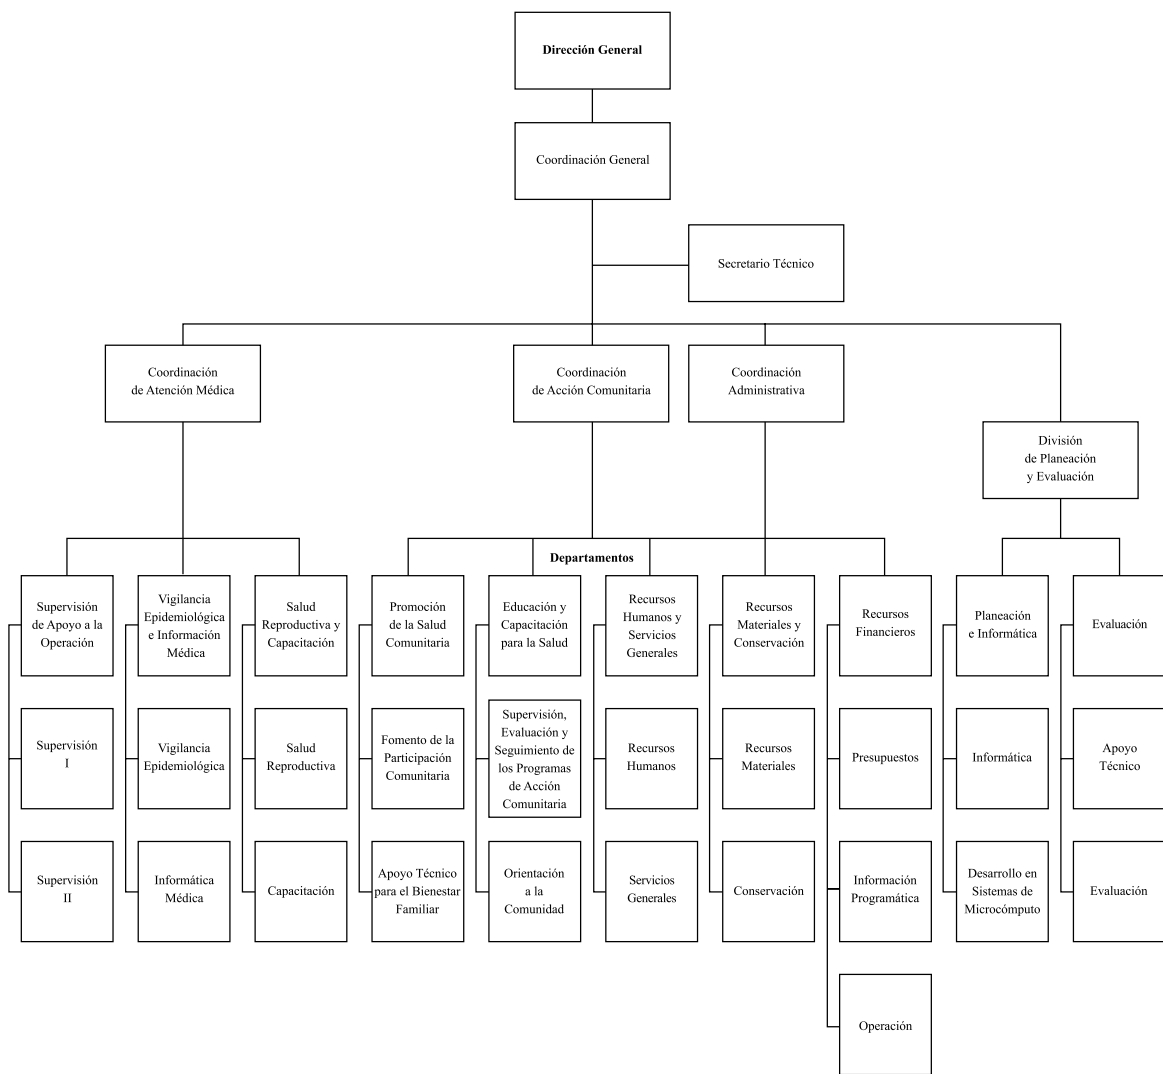 Dirección General
Coordinación General
Secretario Técnico
Coordinación
de Atención Médica
Coordinación
de Acción Comunitaria
Coordinación
Administrativa
División
de Planeación
y Evaluación
Departamentos
Supervisión
de Apoyo a la
Operación
Vigilancia
Epidemiológica
e Información
Médica
Salud
Reproductiva y
Capacitación
Promoción
de la Salud
Comunitaria
Educación y
Capacitación
para la Salud
Recursos
Humanos y
Servicios
Generales
Recursos
Materiales y
Conservación
Recursos
Financieros
Planeación
e Informática
Evaluación
Supervisión
I
Vigilancia
Epidemiológica
Salud
Reproductiva
Fomento de la
Participación
Comunitaria
Supervisión,
Evaluación y
Seguimiento de
los Programas
de Acción
Comunitaria
Recursos
Humanos
Recursos
Materiales
Presupuestos
Informática
Apoyo
Técnico
Supervisión
II
Informática
Médica
Capacitación
Apoyo Técnico
para el Bienestar
Familiar
Orientación
a la
Comunidad
Servicios
Generales
Conservación
Información
Programática
Desarrollo en
Sistemas de
Microcómputo
Evaluación
Operación